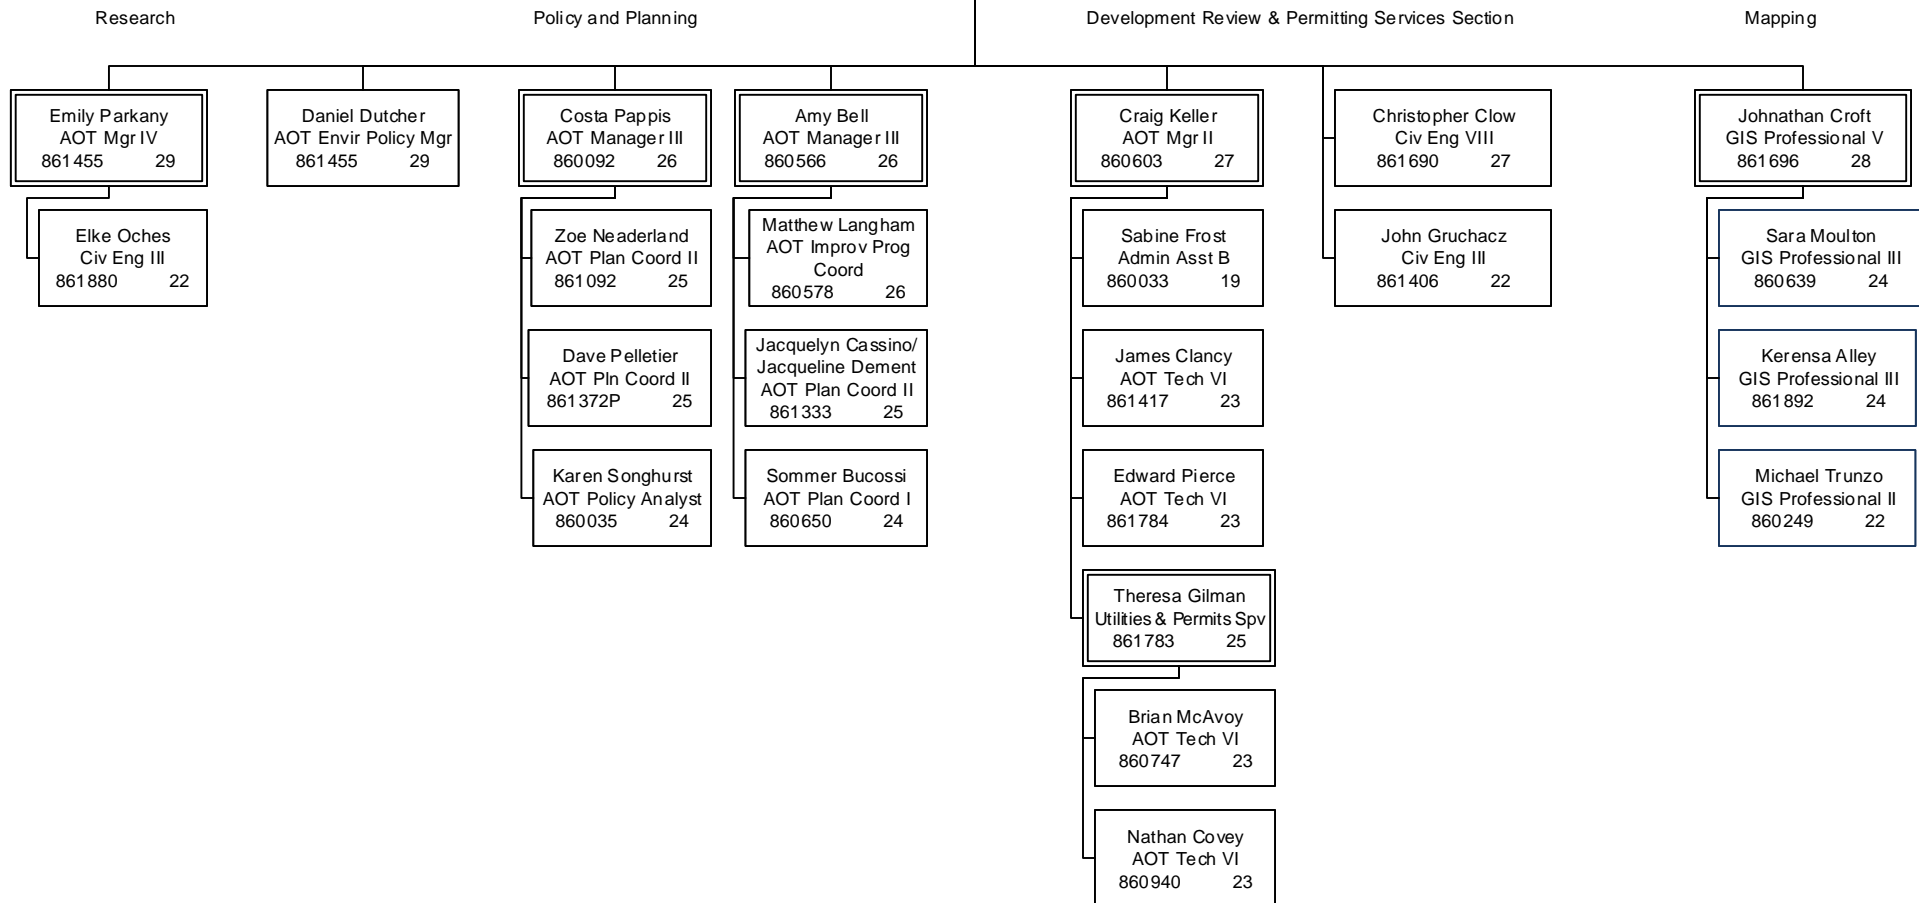 Research
Policy and Planning
Development Review & Permitting Services Section
Mapping
Emily Parkany
AOT Mgr IV
861455 29
Elke Oches
Civ Eng III
861880 22
Daniel Dutcher
AOT Envir Policy Mgr
861455 29
Costa Pappis
AOT Manager III
860092 26
Zoe Neaderland
AOT Plan Coord II
861092 25
Dave Pelletier
AOT Pln Coord II
861372P 25
Karen Songhurst
AOT Policy Analyst
860035 24
Amy Bell
AOT Manager III
860566 26
Matthew Langham
AOT Improv Prog
Coord
860578 26
Jacquelyn Cassino/
Jacqueline Dement
AOT Plan Coord II
861333 25
Sommer Bucossi
AOT Plan Coord I
860650 24
Craig Keller
AOT Mgr II
860603 27
Sabine Frost
Admin Asst B
860033 19
James Clancy
AOT Tech VI
861417 23
Edward Pierce
AOT Tech VI
861784 23
Theresa Gilman
Utilities & Permits Spv
861783 25
Brian McAvoy
AOT Tech VI
860747 23
Nathan Covey
AOT Tech VI
860940 23
Christopher Clow
Civ Eng VIII
861690 27
John Gruchacz
Civ Eng III
861406 22
Johnathan Croft
GIS Professional V
861696 28
Sara Moulton
GIS Professional III
860639 24
Kerensa Alley
GIS Professional III
861892 24
Michael Trunzo
GIS Professional II
860249 22